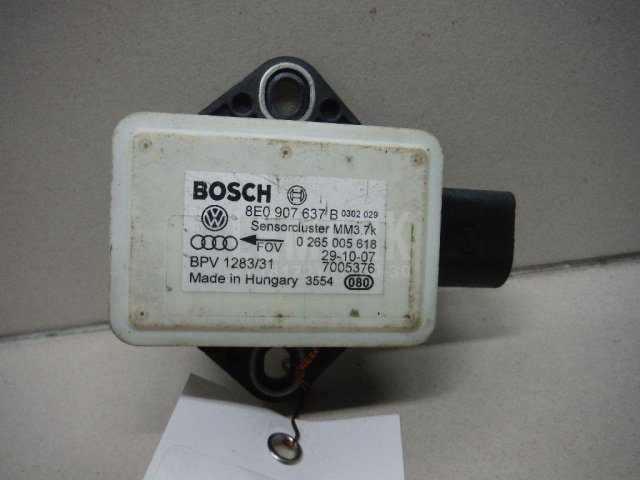 BOSCH
8E0 907 637 B 0302 029
Sensorcluster MM3.7k
FOV 0 265 005 618
29-10-07
BPV 1283/31 7005376
Made in Hungary 3554 080